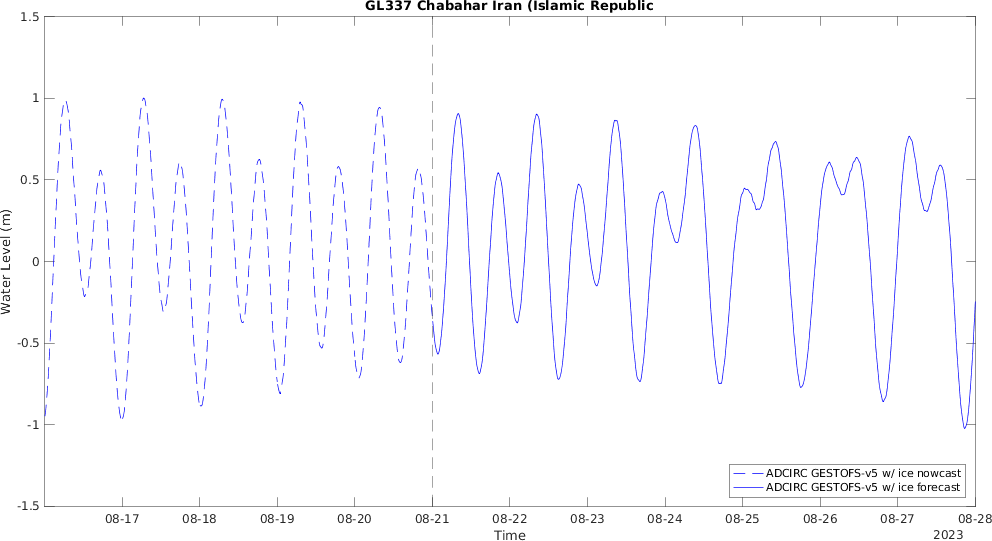 GL337 Chabahar Iran (Islamic Republic
1.5
1
0.5
0
-0.5
-1
-1.5
Water Level (m)
08-17 08-18 08-19 08-20 08-21 08-22 08-23 08-24 08-25 08-26 08-27 08-28
Time
2023
ADCIRC GESTOFS-v5 w/ ice nowcast
ADCIRC GESTOFS-v5 w/ ice forecast